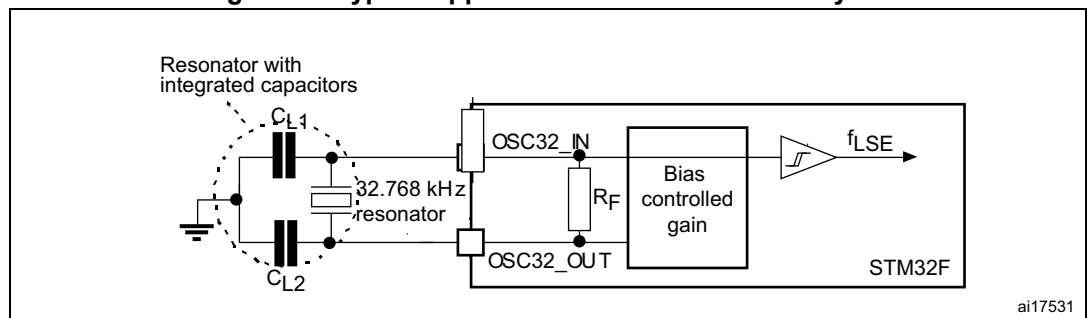 Resonator with
integrated capacitors
CL1
OSC32_IN
fLSE
32.768 kHz
resonator
RF
Bias
controlled
gain
OSC32_OUT
STM32F
CL2
ai17531